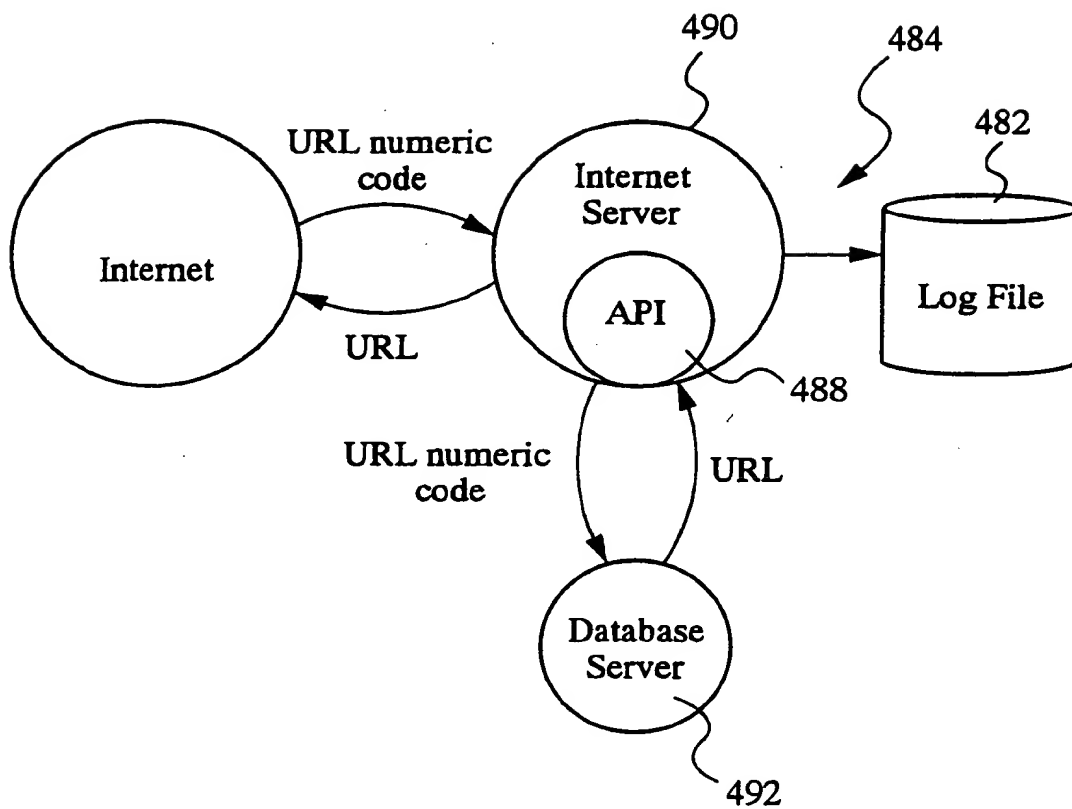 490
484
482
URL numeric
code
Internet
Server
Internet
API
Log File
URL
488
URL numeric
code
URL
Database
Server
492